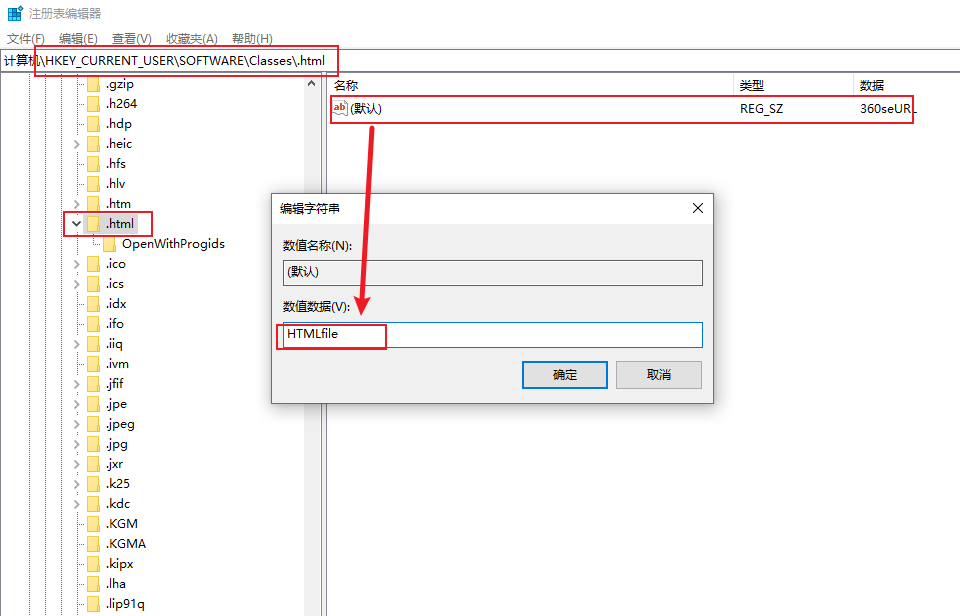 注册表编辑器
文件(F) 编辑(E) 查看(V) 收藏夹(A) 帮助(H)
计算机\HKEY_CURRENT_USER\SOFTWARE\Classes\.html
.gzip
.h264
.hdp
.heic
.hfs
.hlv
.htm
.html
OpenWithProgids
.ico
.ics
.idx
.ifo
.iiq
.ivm
.jfif
.jpe
.jpeg
.jpg
.jxr
.k25
.kdc
.KGM
.KGMA
.kipx
.lha
.lip91q
名称 类型 数据
ab (默认) REG_SZ 360seURL
编辑字符串
数值名称(N):
(默认)
数值数据(V):
HTMLfile
确定 取消